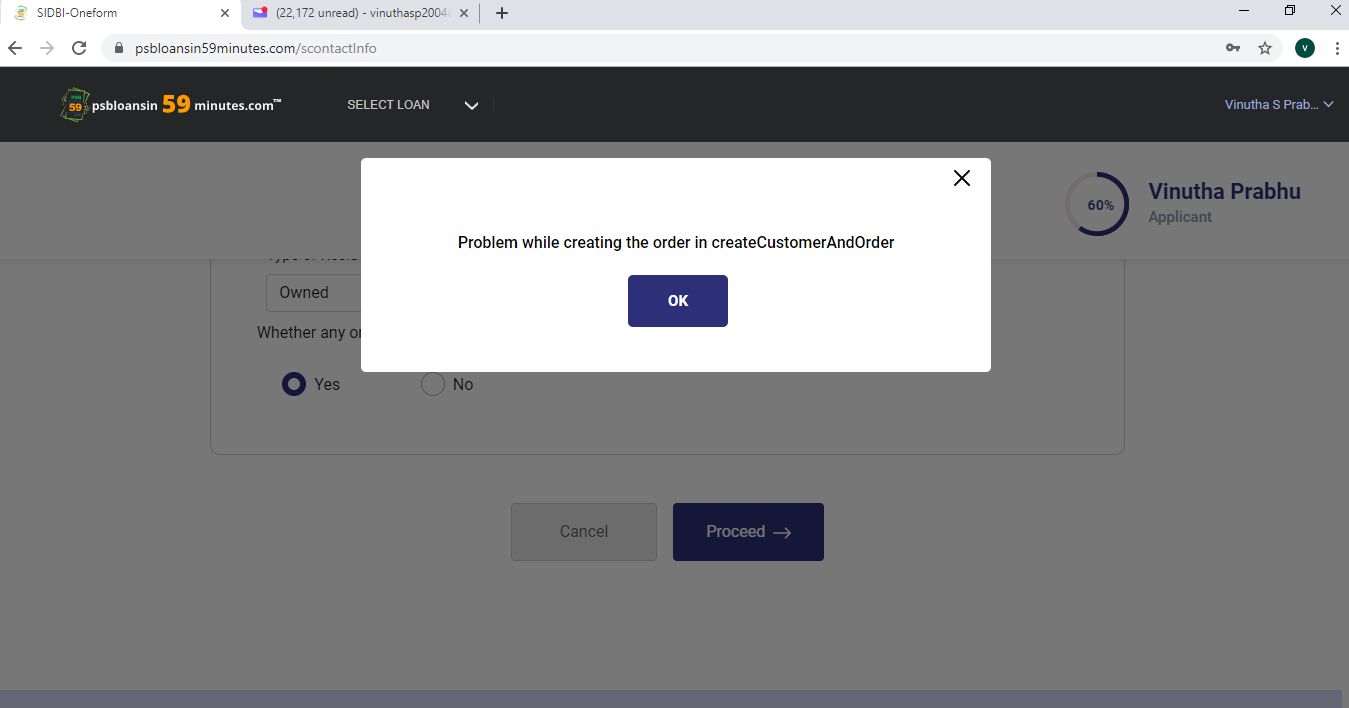 SIDBI-Oneform
(22,172 unread) - vinuthasp2004
psbloansin59minutes.com/scontactInfo
V
PSB 59 psbloansin 59 minutes.com™
SELECT LOAN
Vinutha S Prab...
60%
Vinutha Prabhu
Applicant
Problem while creating the order in createCustomerAndOrder
OK
Owned
Whether any or
Yes
No
Cancel
Proceed →